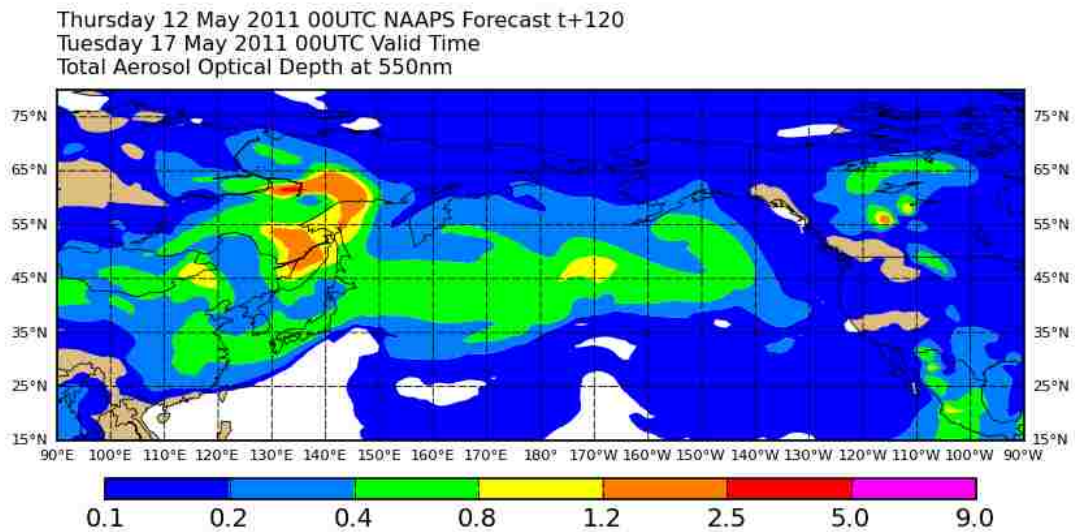 Thursday 12 May 2011 00UTC NAAPS Forecast t+120
Tuesday 17 May 2011 00UTC Valid Time
Total Aerosol Optical Depth at 550nm
75°N 75°N
65°N 65°N
55°N 55°N
45°N 45°N
35°N 35°N
25°N 25°N
15°N 15°N
90°E 100°E 110°E 120°E 130°E 140°E 150°E 160°E 170°E 180° 170°W 160°W 150°W 140°W 130°W 120°W 110°W 100°W 90°W
0.1 0.2 0.4 0.8 1.2 2.5 5.0 9.0